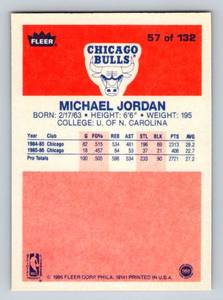 FLEER
CHICAGO
BULLS
57 of 132
MICHAEL JORDAN
BORN: 2/17/63 • HEIGHT: 6'6" • WEIGHT: 195
COLLEGE: U. OF N. CAROLINA
G FG% REB AST STL BLK PTS AVG
1984-85 Chicago 82 515 534 481 196 69 2313 28.2
1985-86 Chicago 18 457 64 53 37 21 408 22.7
Pro Totals 100 505 598 534 233 90 2721 27.2
© 1986 FLEER CORP. PHILA. 19141 PRINTED IN U.S.A.
NBA